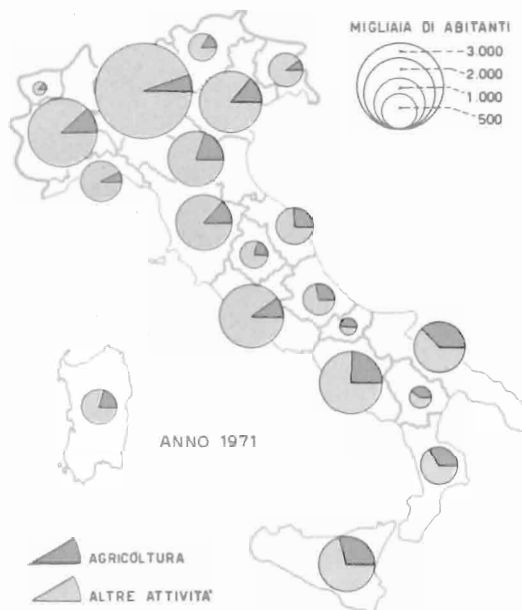 MIGLIAIA DI ABITANTI
3.000
2.000
1.000
500
ANNO 1971
AGRICOLTURA
ALTRE ATTIVITA'